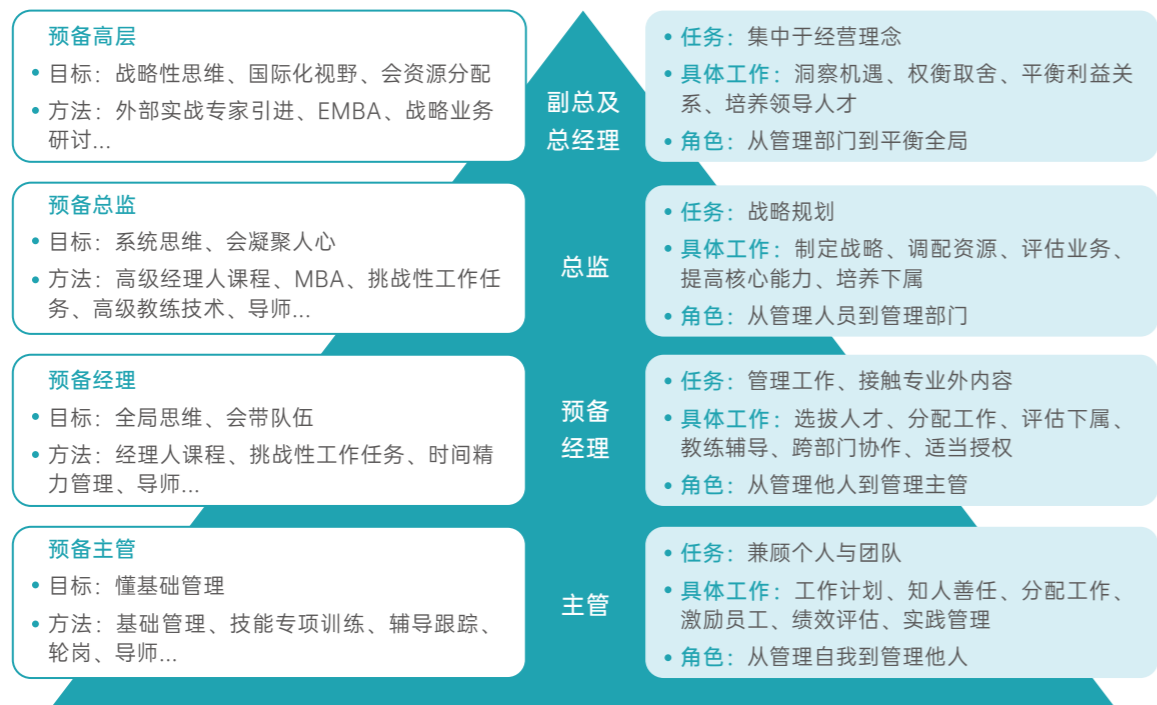 预备高层
• 目标：战略性思维、国际化视野、会资源分配
• 方法：外部实战专家引进、EMBA、战略业务
研讨...
副总及
总经理
• 任务：集中于经营理念
• 具体工作：洞察机遇、权衡取舍、平衡利益关
系、培养领导人才
• 角色：从管理部门到平衡全局
预备总监
• 目标：系统思维、会凝聚人心
• 方法：高级经理人课程、MBA、挑战性工作任
务、高级教练技术、导师...
总监
• 任务：战略规划
• 具体工作：制定战略、调配资源、评估业务、
提高核心能力、培养下属
• 角色：从管理人员到管理部门
预备经理
• 目标：全局思维、会带队伍
• 方法：经理人课程、挑战性工作任务、时间精
力管理、导师...
预备
经理
• 任务：管理工作、接触专业外内容
• 具体工作：选拔人才、分配工作、评估下属、
教练辅导、跨部门协作、适当授权
• 角色：从管理他人到管理主管
预备主管
• 目标：懂基础管理
• 方法：基础管理、技能专项训练、辅导跟踪、
轮岗、导师...
主管
• 任务：兼顾个人与团队
• 具体工作：工作计划、知人善任、分配工作、
激励员工、绩效评估、实践管理
• 角色：从管理自我到管理他人